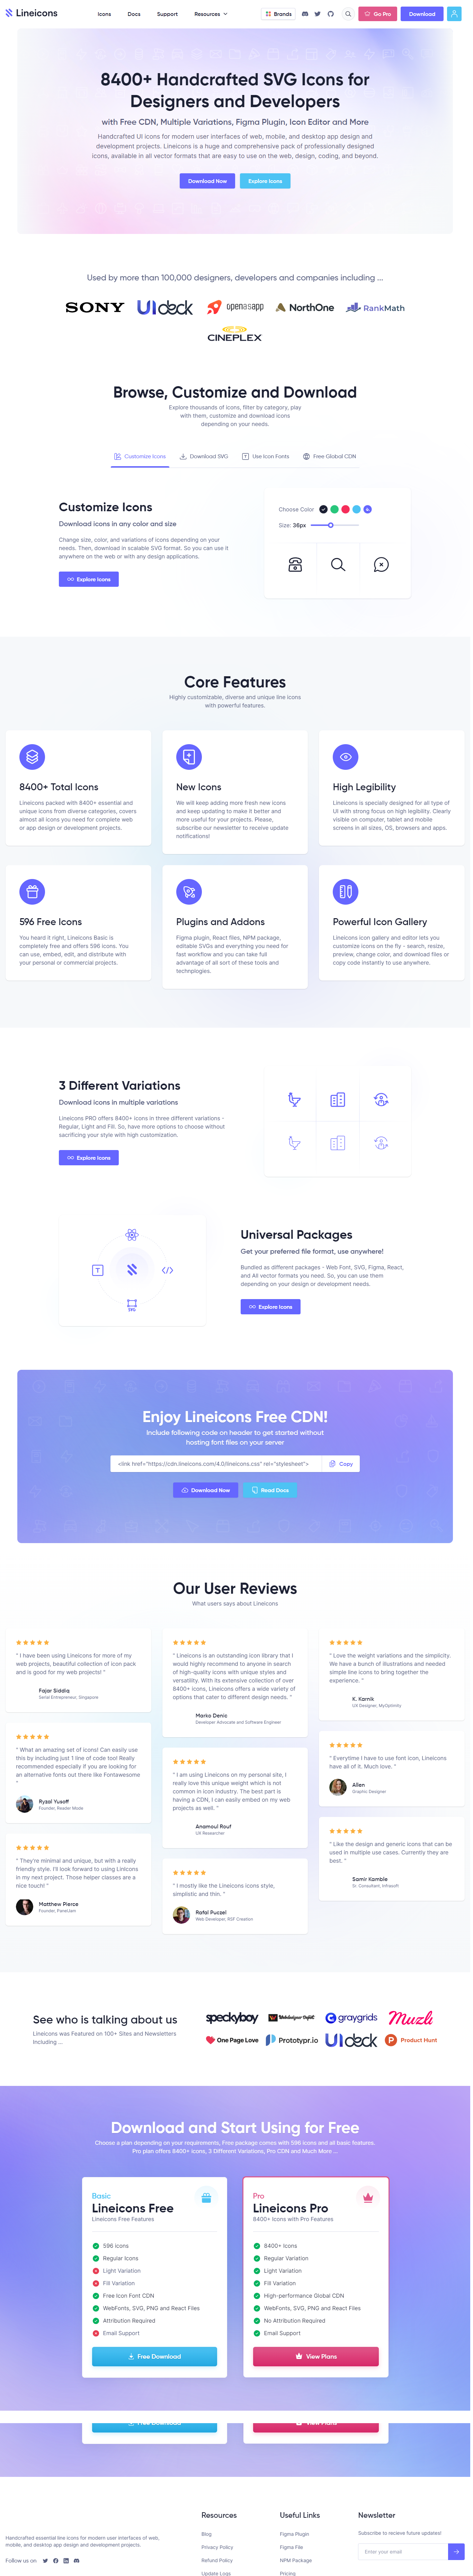 Lineicons
Icons
Docs
Support
Resources
Brands
Go Pro
Download
8400+ Handcrafted SVG Icons for
Designers and Developers
with Free CDN, Multiple Variations, Figma Plugin, Icon Editor and More
Handcrafted UI icons for modern user interfaces of web, mobile, and desktop app design and
development projects. Lineicons is a huge and comprehensive pack of professionally designed
icons, available in all vector formats that are easy to use on the web, design, coding, and beyond.
Download Now
Explore Icons
Used by more than 100,000 designers, developers and companies including ...
SONY
UIdeck
openasapp
NorthOne
RankMath
CINEPLEX
Browse, Customize and Download
Explore thousands of icons, filter by category, play
with them, customize and download icons
depending on your needs.
Customize Icons
Download SVG
Use Icon Fonts
Free Global CDN
Customize Icons
Download icons in any color and size
Change size, color, and variations of icons depending on your
needs. Then, download in scalable SVG format. So you can use it
anywhere on the web or with any design applications.
Explore Icons
Choose Color
Size: 36px
Core Features
Highly customizable, diverse and unique line icons
with powerful features.
8400+ Total Icons
Lineicons packed with 8400+ essential and
unique icons from diverse categories, covers
almost all icons you need for complete web
or app design or development projects.
New Icons
We will keep adding more fresh new icons
and keep updating to make it better and
more useful for your projects. Please,
subscribe our newsletter to receive update
notifications!
High Legibility
Lineicons is specially designed for all type of
UI with strong focus on high legibility. Clearly
visible on computer, tablet and mobile
screens in all sizes, OS, browsers and apps.
596 Free Icons
You heard it right, Lineicons Basic is
completely free and offers 596 icons. You
can use, embed, edit, and distribute with
your personal or commercial projects.
Plugins and Addons
Figma plugin, React files, NPM package,
editable SVGs and everything you need for
fast workflow and you can take full
advantage of all sort of these tools and
technplogies.
Powerful Icon Gallery
Lineicons icon gallery and editor lets you
customize icons on the fly - search, resize,
preview, change color, and download files or
copy code instantly to use anywhere.
3 Different Variations
Download icons in multiple variations
Lineicons PRO offers 8400+ icons in three different variations -
Regular, Light and Fill. So, have more options to choose without
sacrificing your style with high customization.
Explore Icons
SVG
Universal Packages
Get your preferred file format, use anywhere!
Bundled as different packages - Web Font, SVG, Figma, React,
and All vector formats you need. So, you can use them
depending on your design or development needs.
Explore Icons
Enjoy Lineicons Free CDN!
Include following code on header to get started without
hosting font files on your server
<link href="https://cdn.lineicons.com/4.0/lineicons.css" rel="stylesheet">
Copy
Download Now
Read Docs
Our User Reviews
What users says about Lineicons
" I have been using Lineicons for more of my
web projects, beautiful collection of icon pack
and is good for my web projects! "
Fajar Siddiq
Serial Entrepreneur, Singapore
" What an amazing set of icons! Can easily use
this by including just 1 line of code too! Really
recommended especially if you are looking for
an alternative fonts out there like Fontawesome
"
Ryzal Yusoff
Founder, Reader Mode
" They're minimal and unique, but with a really
friendly style. I'll look forward to using Linicons
in my next project. Those helper classes are a
nice touch! "
Matthew Pierce
Founder, PanelJam
" Lineicons is an outstanding icon library that I
would highly recommend to anyone in search
of high-quality icons with unique styles and
versatility. With its extensive collection of over
8400+ icons, Lineicons offers a wide variety of
options that cater to different design needs. "
Marko Denic
Developer Advocate and Software Engineer
" I am using Lineicons on my personal site, I
really love this unique weight which is not
common in icon image toolsets. The best part is
having a CDN, I can easily embed on my web
projects as well. "
Anamoul Rouf
UX Researcher
" I mostly like the Lineicons icons style,
simplistic and thin. "
Rafal Puczel
Web Developer, RSF Creation
" Love the weight variations and the simplicity.
We have a bunch of illustrations and needed
simple line icons to bring together the
experience. "
K. Karnik
UX Designer, MyOptimity
" Everytime I have to use font icon, Lineicons
have all of it. Much love. "
Allen
Graphic Designer
" Like the design and generic icons that can be
used in multiple use cases. Currently they are
best. "
Samir Kamble
Sr. Consultant, Infrasoft
See who is talking about us
Lineicons was Featured on 100+ Sites and Newsletters
Including ...
speckyboy
Webdesigner Depot
graygrids
Muzli
One Page Love
Prototypr.io
UIdeck
Product Hunt
Download and Start Using for Free
Choose a plan depending on your requirements, Free package comes with 596 Icons and all basic features.
Pro plan offers 8400+ Icons, 3 Different Variations, Pro CDN and Much More ...
Basic
Lineicons Free
Lineicons Free Features
596 Icons
Regular Icons
Light Variation
Fill Variation
Free Icon Font CDN
WebFonts, SVG, PNG and React Files
Attribution Required
Email Support
Free Download
Pro
Lineicons Pro
8400+ Icons with Pro Features
8400+ Icons
Regular Variation
Light Variation
Fill Variation
High-performance Global CDN
WebFonts, SVG, PNG and React Files
No Attribution Required
Email Support
View Plans
Free Download
View Plans
Handcrafted essential line icons for modern user interfaces of web,
mobile, and desktop app design and development projects.
Follow us on
Resources
Blog
Privacy Policy
Refund Policy
Update Logs
Useful Links
Figma Plugin
Figma File
NPM Package
Pricing
Newsletter
Subscribe to recieve future updates!
Enter your email